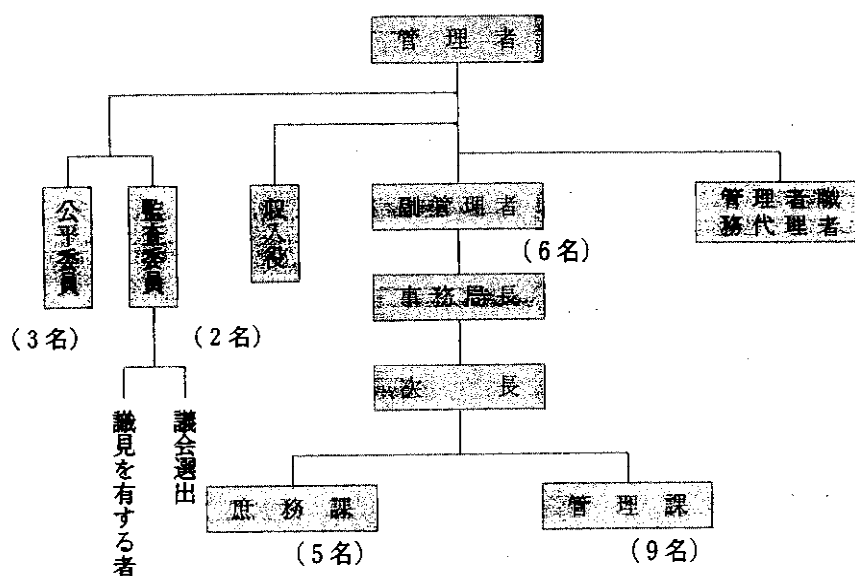 管理者
公平委員
監査委員
収入役
副管理者
管理者職
務代理者
(6名)
事務局長
(3名)
(2名)
次長
識見を有する者
議会選出
庶務課
管理課
(5名)
(9名)